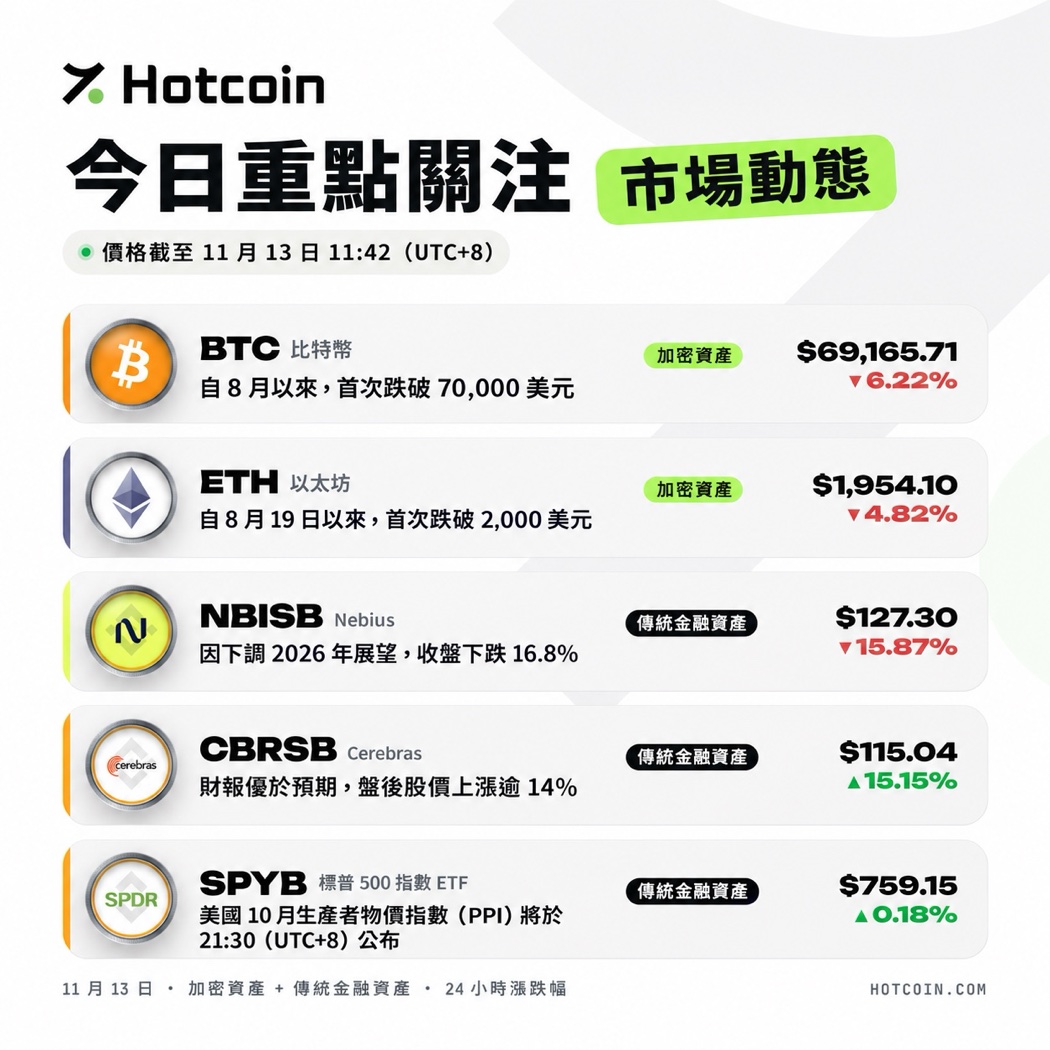 Hotcoin
今日重點關注 市場動態
價格截至 11 月 13 日 11:42（UTC+8）
BTC 比特幣 加密資產 $69,165.71
自 8 月以來，首次跌破 70,000 美元 ▼6.22%
ETH 以太坊 加密資產 $1,954.10
自 8 月 19 日以來，首次跌破 2,000 美元 ▼4.82%
NBISB Nebius 傳統金融資產 $127.30
因下調 2026 年展望，收盤下跌 16.8% ▼15.87%
cerebras
CBRSB Cerebras 傳統金融資產 $115.04
財報優於預期，盤後股價上漲逾 14% ▲15.15%
SPDR
SPYB 標普 500 指數 ETF 傳統金融資產 $759.15
美國 10 月生產者物價指數（PPI）將於 ▲0.18%
21:30（UTC+8）公布
11 月 13 日 • 加密資產 + 傳統金融資產 • 24 小時漲跌幅 HOTCOIN.COM